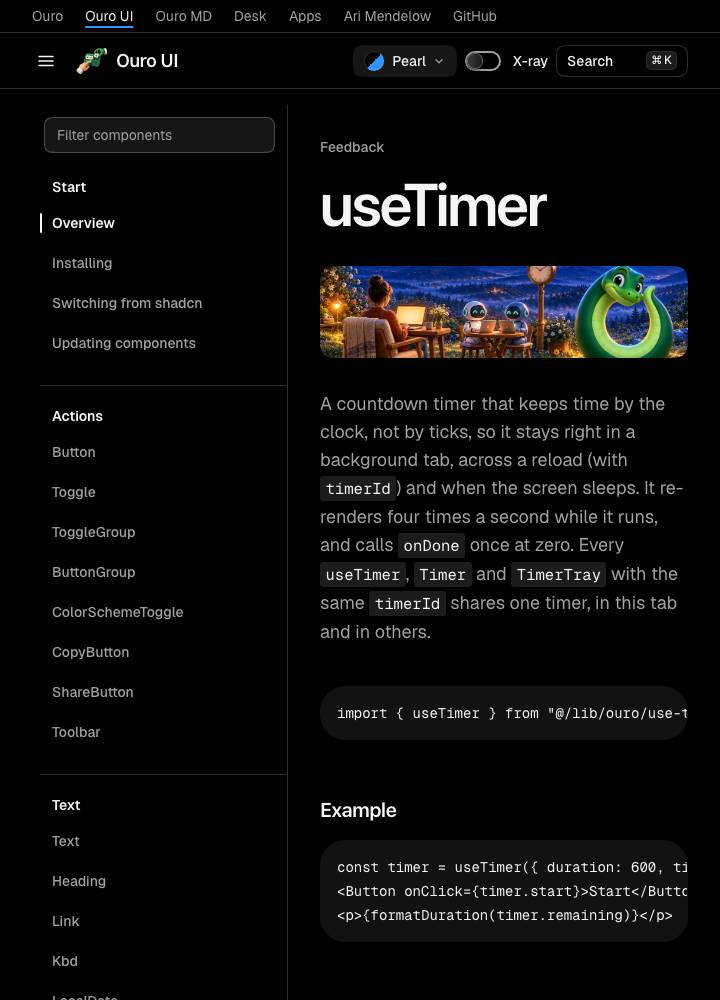 Ouro Ouro UI Ouro MD Desk Apps Ari Mendelow GitHub
Ouro UI Pearl X-ray Search ⌘ K
Filter components
Start
Overview
Installing
Switching from shadcn
Updating components
Actions
Button
Toggle
ToggleGroup
ButtonGroup
ColorSchemeToggle
CopyButton
ShareButton
Toolbar
Text
Text
Heading
Link
Kbd
Feedback
useTimer
A countdown timer that keeps time by the
clock, not by ticks, so it stays right in a
background tab, across a reload (with
timerId) and when the screen sleeps. It re-
renders four times a second while it runs,
and calls onDone once at zero. Every
useTimer, Timer and TimerTray with the
same timerId shares one timer, in this tab
and in others.
import { useTimer } from "@/lib/ouro/use-t
Example
const timer = useTimer({ duration: 600, ti
<Button onClick={timer.start}>Start</Butto
<p>{formatDuration(timer.remaining)}</p>